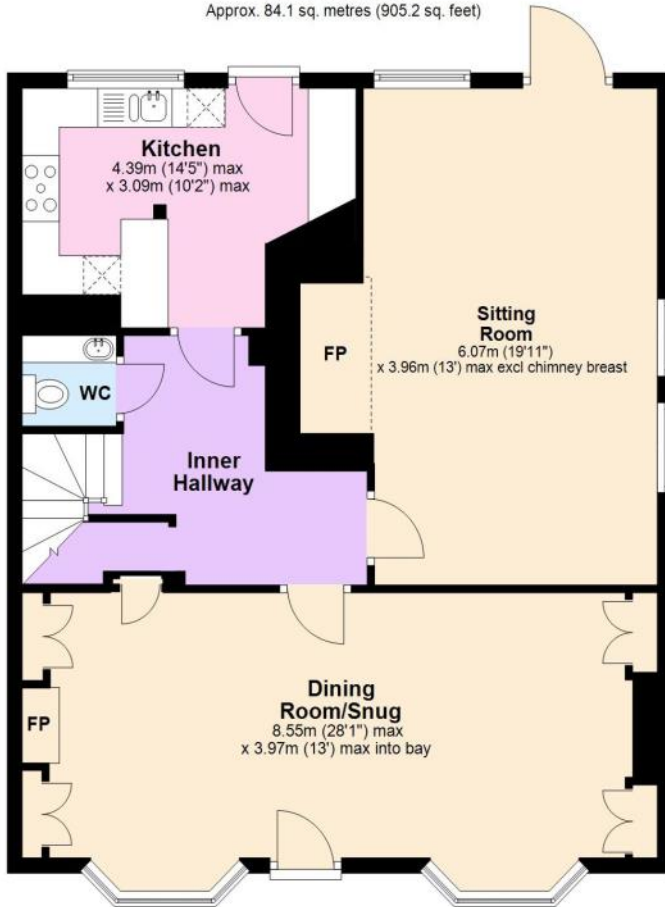 Approx. 84.1 sq. metres (905.2 sq. feet)
Kitchen
4.39m (14'5") max
x 3.09m (10'2") max
Sitting
Room
6.07m (19'11")
x 3.96m (13') max excl chimney breast
FP
WC
Inner
Hallway
Dining
Room/Snug
8.55m (28'1") max
x 3.97m (13') max into bay
FP